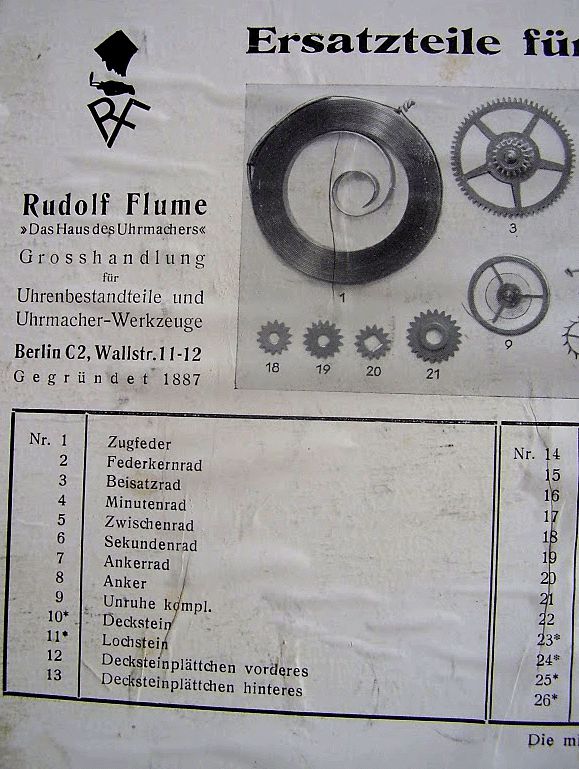 RF
Ersatzteile für
Rudolf Flume
»Das Haus des Uhrmachers«
Grosshandlung
für
Uhrenbestandteile und
Uhrmacher-Werkzeuge
Berlin C2, Wallstr. 11-12
Gegründet 1887
1
3
9
18
19
20
21
Nr. 1 Zugfeder
2 Federkernrad
3 Beisatzrad
4 Minutenrad
5 Zwischenrad
6 Sekundenrad
7 Ankerrad
8 Anker
9 Unruhe kompl.
10* Deckstein
11* Lochstein
12 Decksteinplättchen vorderes
13 Decksteinplättchen hinteres
Nr. 14
15
16
17
18
19
20
21
22
23*
24*
25*
26*
Die mi